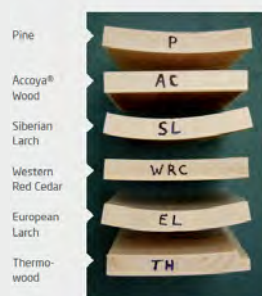 Pine
P
Accoya®
Wood
AC
Siberian
Larch
SL
Western
Red Cedar
WRC
European
Larch
EL
Thermo-
wood
TH